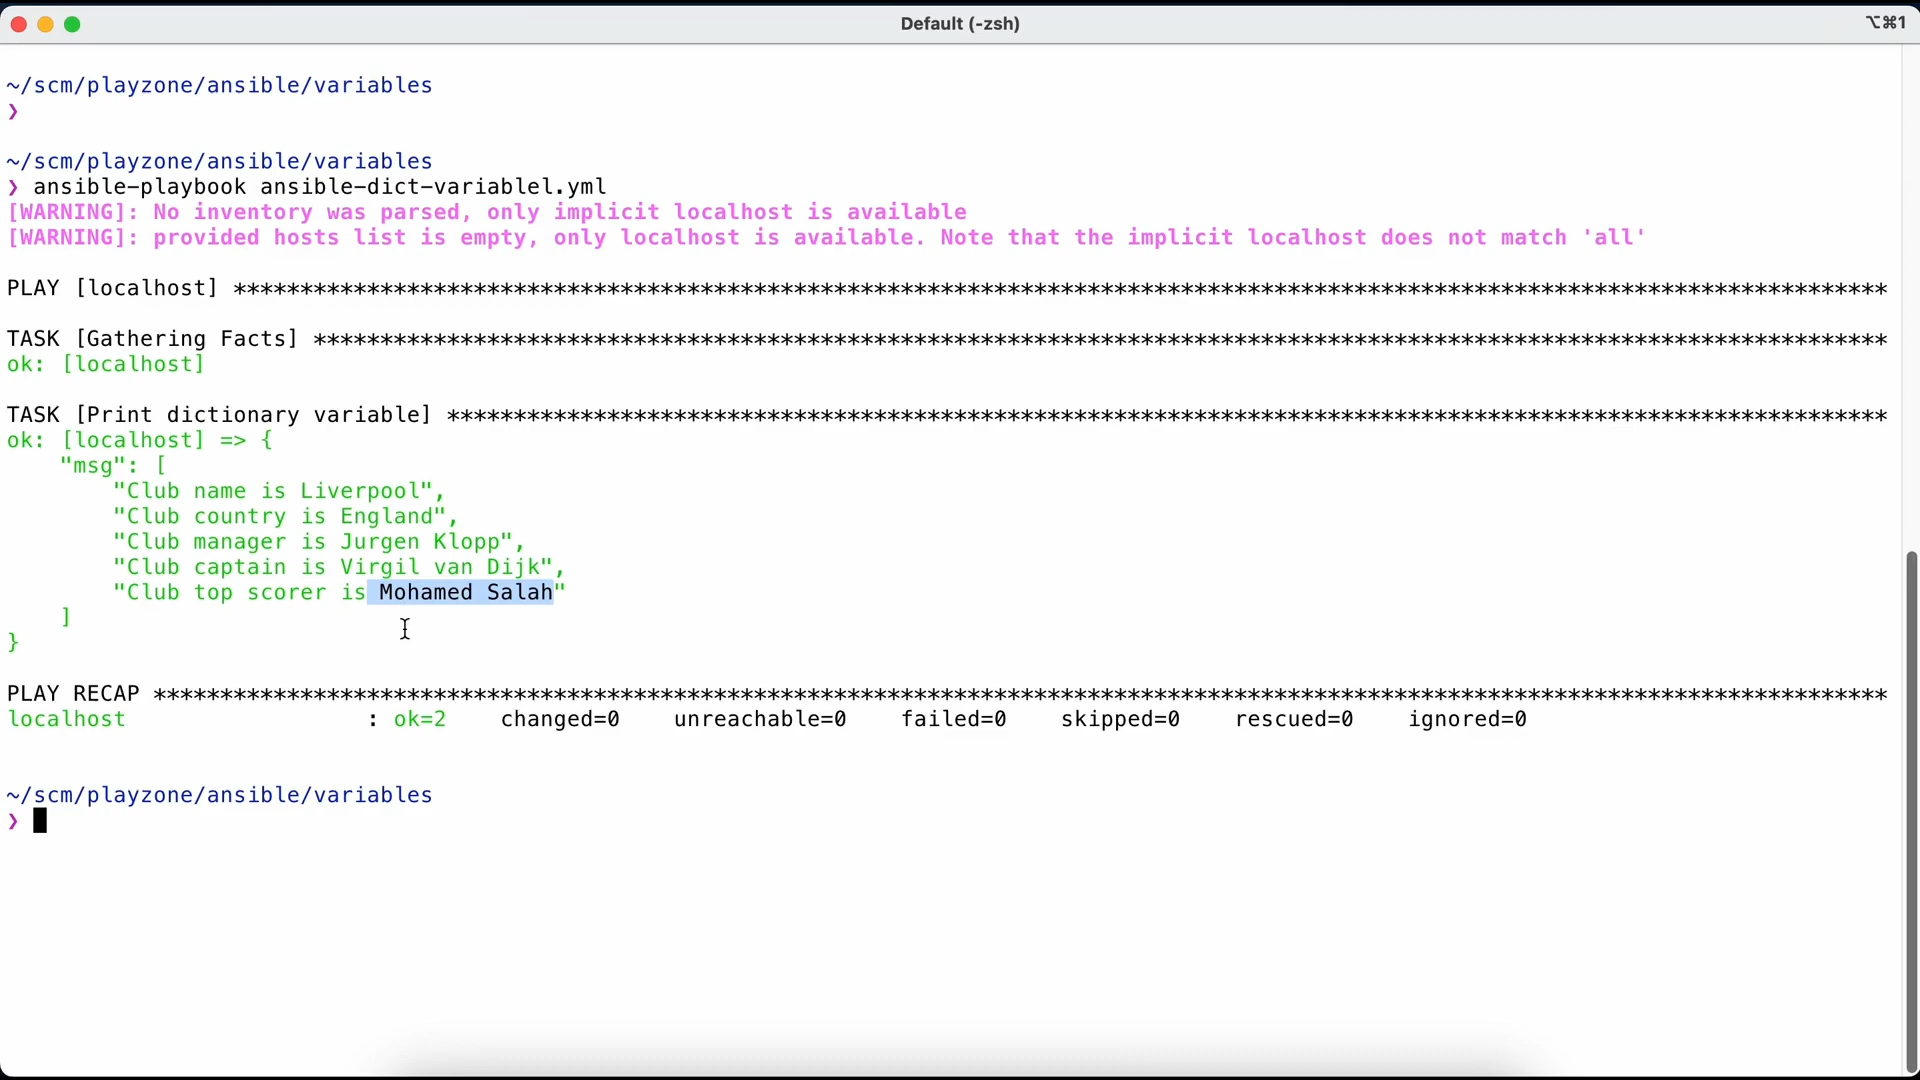 Default (-zsh)
⌥⌘1
~/scm/playzone/ansible/variables
❯
~/scm/playzone/ansible/variables
❯ ansible-playbook ansible-dict-variablel.yml
[WARNING]: No inventory was parsed, only implicit localhost is available
[WARNING]: provided hosts list is empty, only localhost is available. Note that the implicit localhost does not match 'all'
PLAY [localhost] ****************************************************************************************************************************
TASK [Gathering Facts] **********************************************************************************************************************
ok: [localhost]
TASK [Print dictionary variable] ************************************************************************************************************
ok: [localhost] => {
    "msg": [
        "Club name is Liverpool",
        "Club country is England",
        "Club manager is Jurgen Klopp",
        "Club captain is Virgil van Dijk",
        "Club top scorer is Mohamed Salah"
    ]
}
PLAY RECAP **********************************************************************************************************************************
localhost                  : ok=2    changed=0    unreachable=0    failed=0    skipped=0    rescued=0    ignored=0
~/scm/playzone/ansible/variables
❯